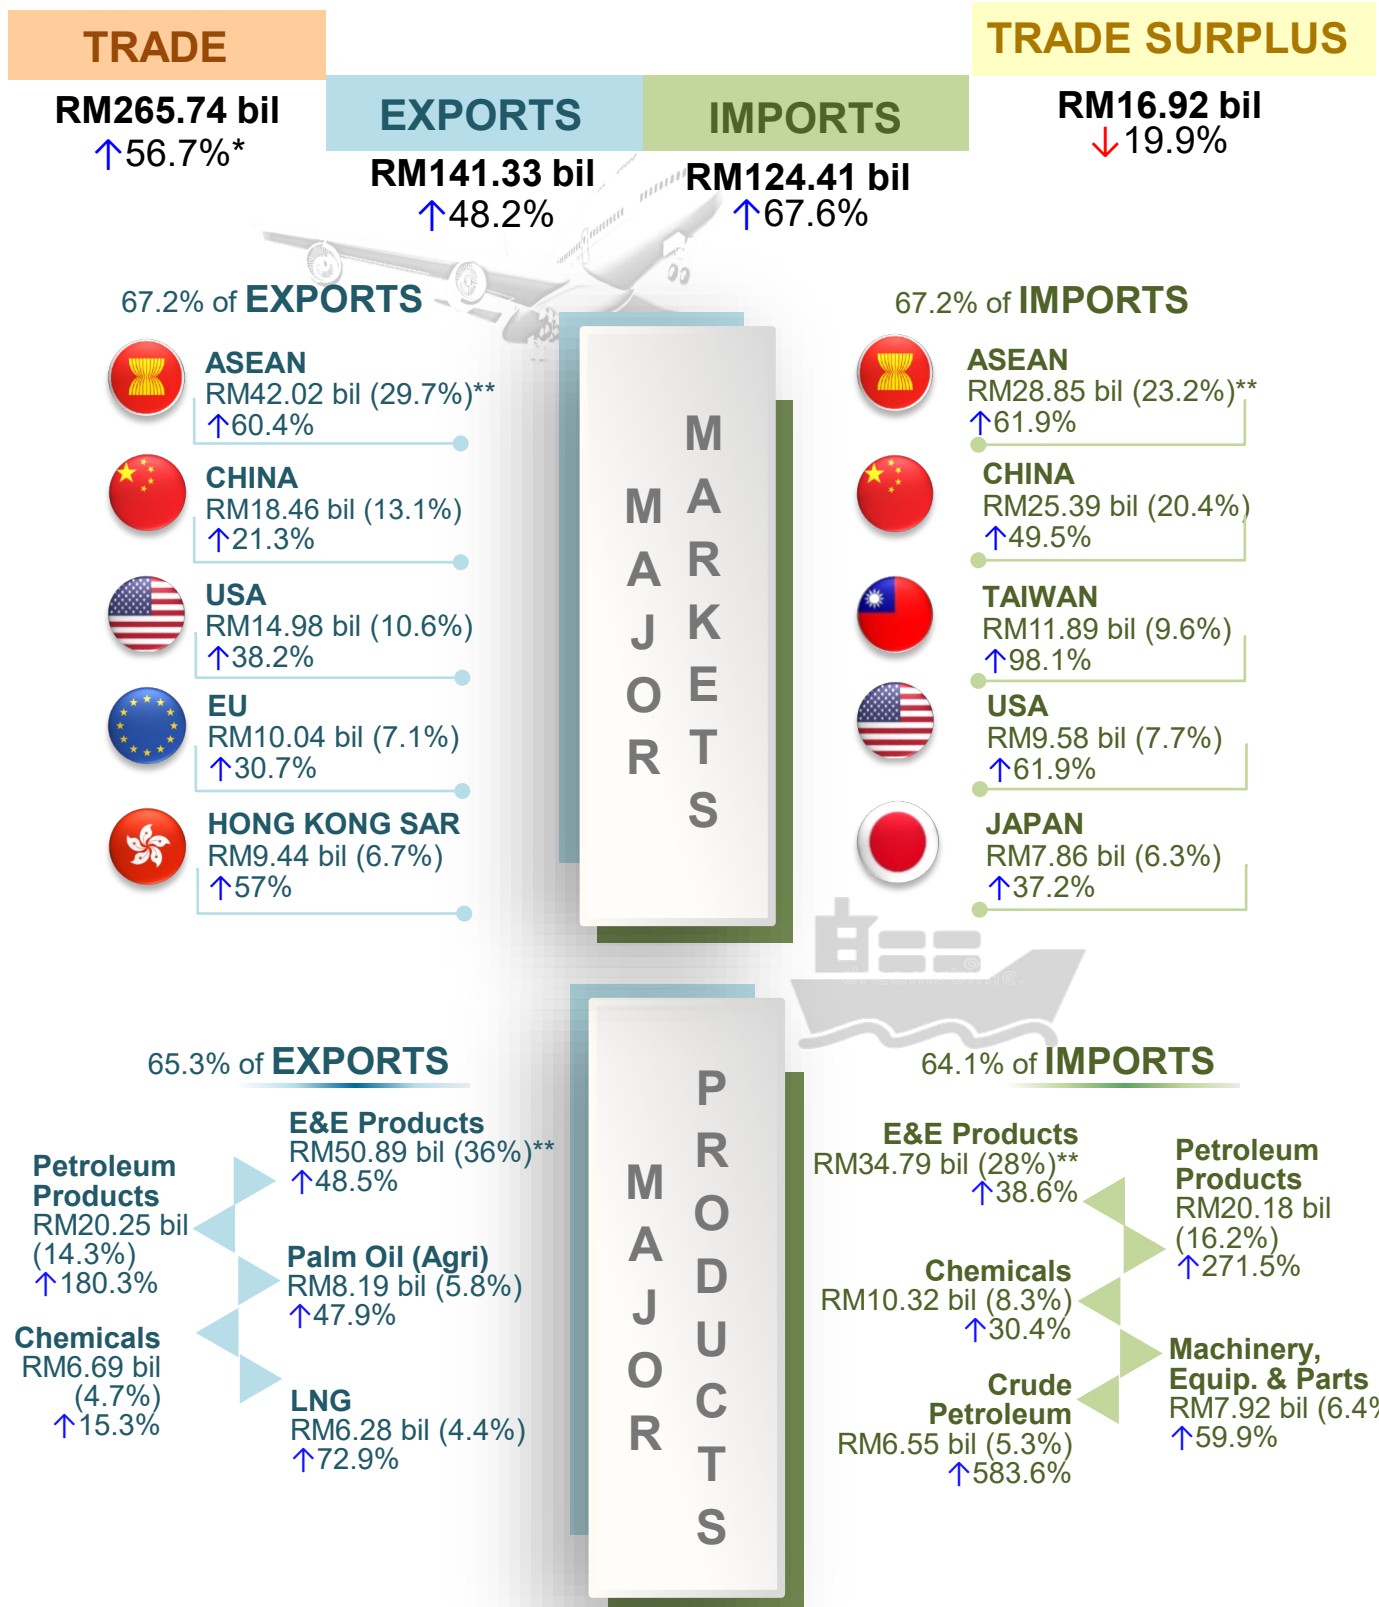 TRADE
RM265.74 bil
↑56.7%*
EXPORTS
RM141.33 bil
↑48.2%
IMPORTS
RM124.41 bil
↑67.6%
TRADE SURPLUS
RM16.92 bil
↓19.9%
67.2% of EXPORTS
ASEAN
RM42.02 bil (29.7%)**
↑60.4%
CHINA
RM18.46 bil (13.1%)
↑21.3%
USA
RM14.98 bil (10.6%)
↑38.2%
EU
RM10.04 bil (7.1%)
↑30.7%
HONG KONG SAR
RM9.44 bil (6.7%)
↑57%
MAJOR
MARKETS
67.2% of IMPORTS
ASEAN
RM28.85 bil (23.2%)**
↑61.9%
CHINA
RM25.39 bil (20.4%)
↑49.5%
TAIWAN
RM11.89 bil (9.6%)
↑98.1%
USA
RM9.58 bil (7.7%)
↑61.9%
JAPAN
RM7.86 bil (6.3%)
↑37.2%
65.3% of EXPORTS
E&E Products
RM50.89 bil (36%)**
↑48.5%
Petroleum
Products
RM20.25 bil
(14.3%)
↑180.3%
Palm Oil (Agri)
RM8.19 bil (5.8%)
↑47.9%
Chemicals
RM6.69 bil
(4.7%)
↑15.3%
LNG
RM6.28 bil (4.4%)
↑72.9%
MAJOR
PRODUCTS
64.1% of IMPORTS
E&E Products
RM34.79 bil (28%)**
↑38.6%
Petroleum
Products
RM20.18 bil
(16.2%)
↑271.5%
Chemicals
RM10.32 bil (8.3%)
↑30.4%
Machinery,
Equip. & Parts
RM7.92 bil (6.4%
↑59.9%
Crude
Petroleum
RM6.55 bil (5.3%)
↑583.6%